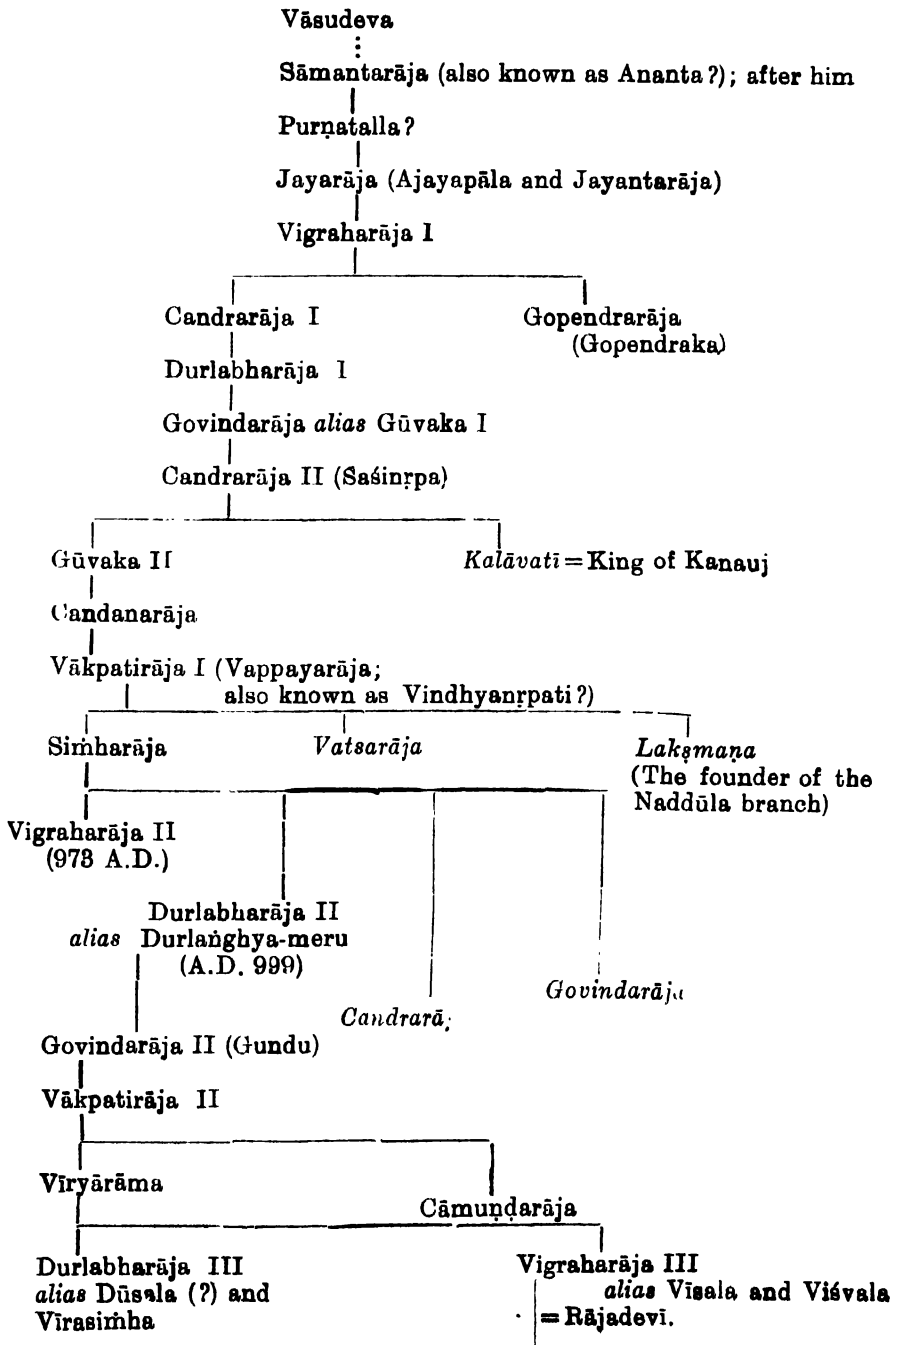 Vāsudeva
Sāmantarāja (also known as Ananta?); after him
Purṇatalla?
Jayarāja (Ajayapāla and Jayantarāja)
Vigraharāja I
Candrarāja I
Gopendrarāja
(Gopendraka)
Durlabharāja I
Govindarāja alias Gūvaka I
Candrarāja II (Saśinṛpa)
Gūvaka II
Kalāvatī=King of Kanauj
Candanarāja
Vākpatirāja I (Vappayarāja;
also known as Vindhyanṛpati?)
Siṁharāja
Vatsarāja
Lakṣmaṇa
(The founder of the
Naddūla branch)
Vigraharāja II
(973 A.D.)
Durlabharāja II
alias Durlaṅghya-meru
(A.D. 999)
Govindarāja
Govindarāja II (Gundu)
Vākpatirāja II
Vīryārāma
Cāmuṇḍarāja
Durlabharāja III
alias Dūsala (?) and
Vīrasiṁha
Vigraharāja III
alias Vīsala and Viśvala
=Rājadevī.